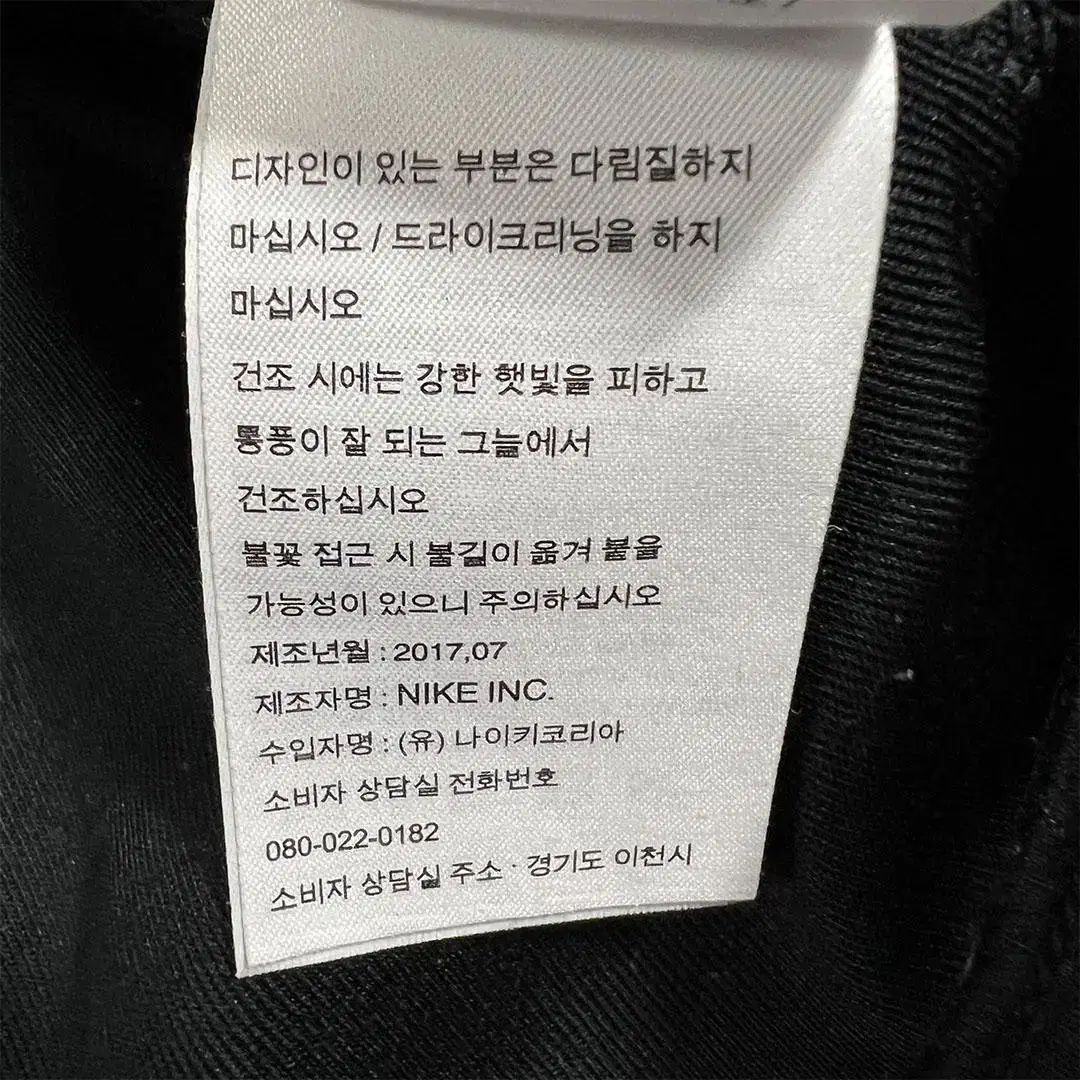 디자인이 있는 부분은 다림질하지
마십시오 / 드라이크리닝을 하지
마십시오
건조 시에는 강한 햇빛을 피하고
통풍이 잘 되는 그늘에서
건조하십시오
불꽃 접근 시 불길이 옮겨 붙을
가능성이 있으니 주의하십시오
제조년월 : 2017,07
제조자명 : NIKE INC.
수입자명 : (유) 나이키코리아
소비자 상담실 전화번호
080-022-0182
소비자 상담실 주소 · 경기도 이천시